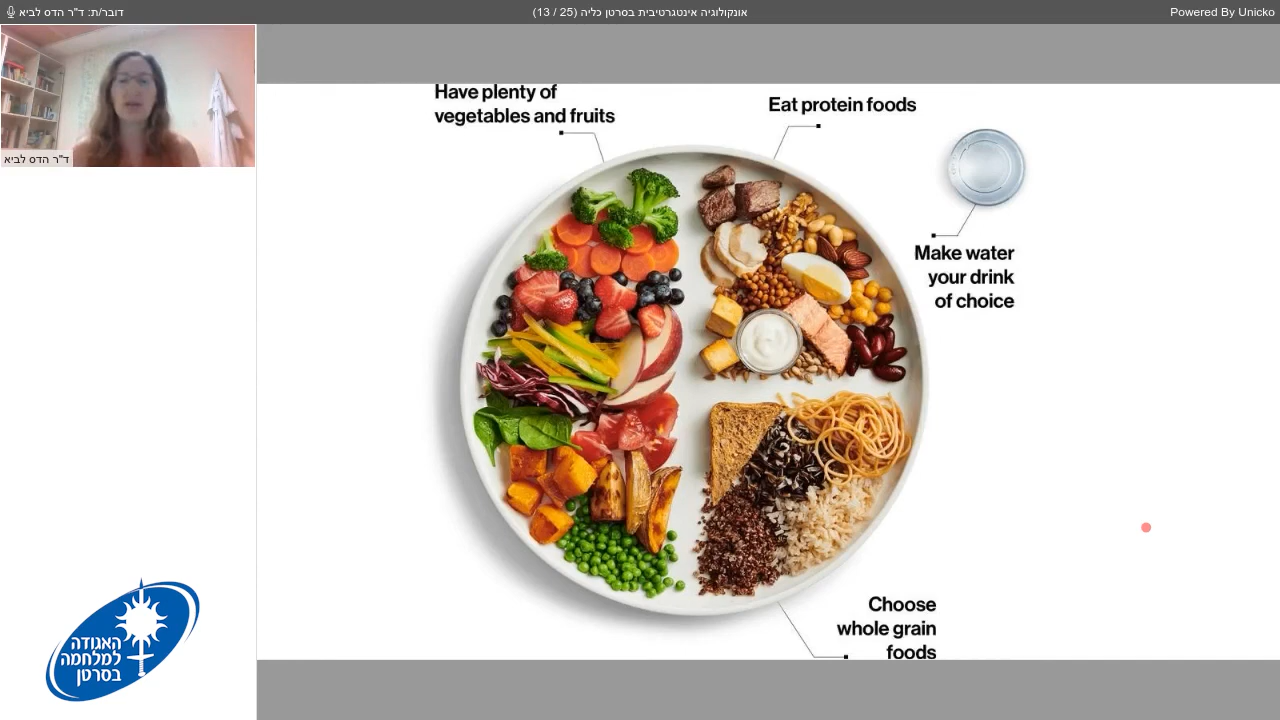 דובר/ת: ד"ר הדס לביא
אונקולוגיה אינטגרטיבית בסרטן כליה (25 / 13)
Powered By Unicko
ד"ר הדס לביא
Have plenty of
vegetables and fruits
Eat protein foods
Make water
your drink
of choice
Choose
whole grain
foods
האגודה
למלחמה
בסרטן